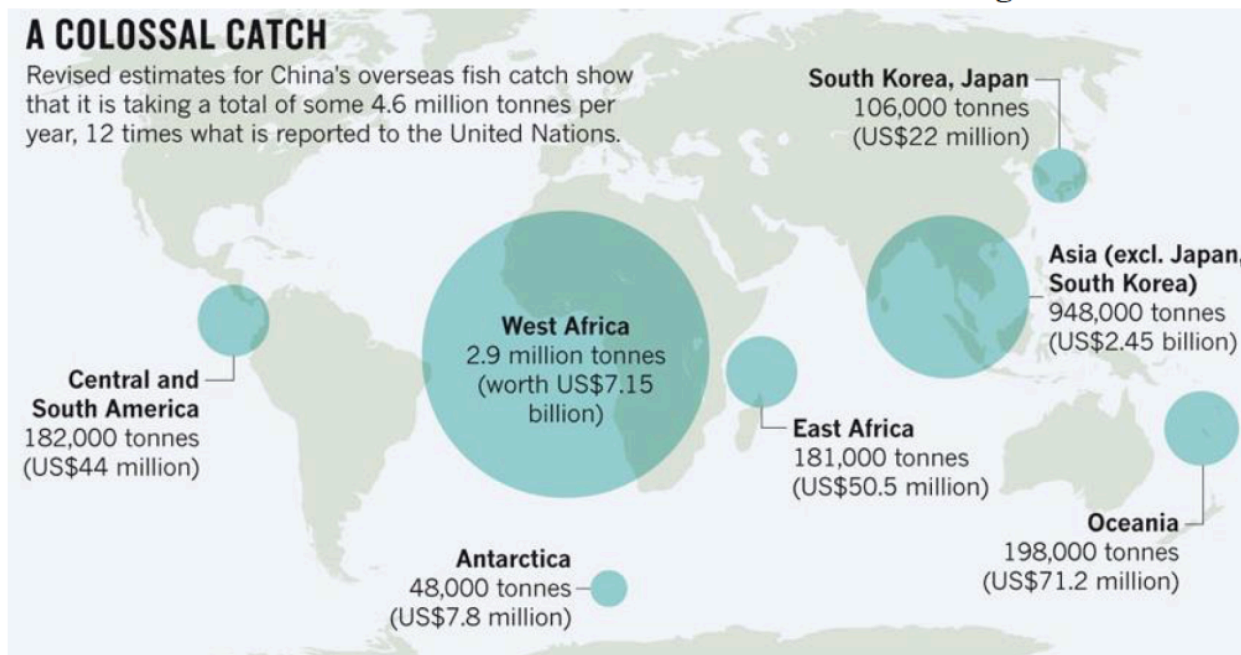 A COLOSSAL CATCH
Revised estimates for China's overseas fish catch show
that it is taking a total of some 4.6 million tonnes per
year, 12 times what is reported to the United Nations.
South Korea, Japan
106,000 tonnes
(US$22 million)
Asia (excl. Japan,
South Korea)
948,000 tonnes
(US$2.45 billion)
West Africa
2.9 million tonnes
(worth US$7.15
billion)
Central and
South America
182,000 tonnes
(US$44 million)
East Africa
181,000 tonnes
(US$50.5 million)
Oceania
198,000 tonnes
(US$71.2 million)
Antarctica
48,000 tonnes
(US$7.8 million)